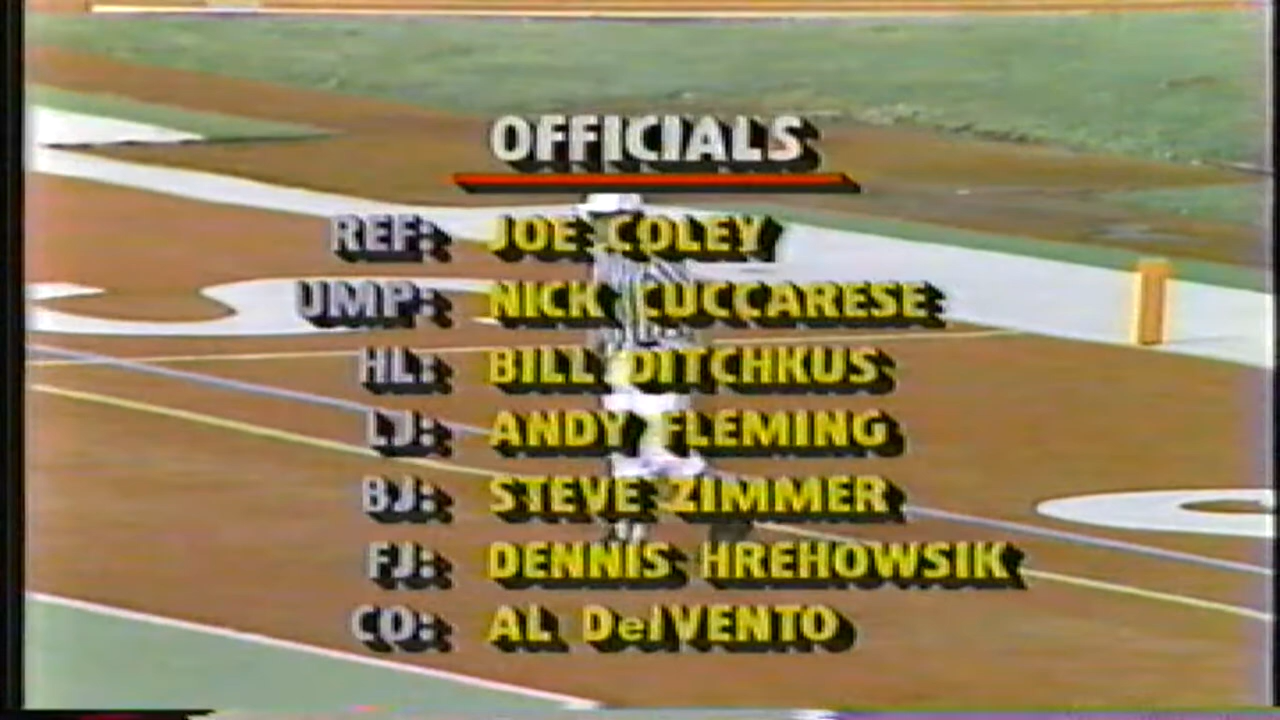 OFFICIALS
REF: JOE COLEY
UMP: NICK CUCCARESE
HL: BILL DITCHKUS
LJ: ANDY FLEMING
BJ: STEVE ZIMMER
FJ: DENNIS HREHOWSIK
CO: AL DelVENTO